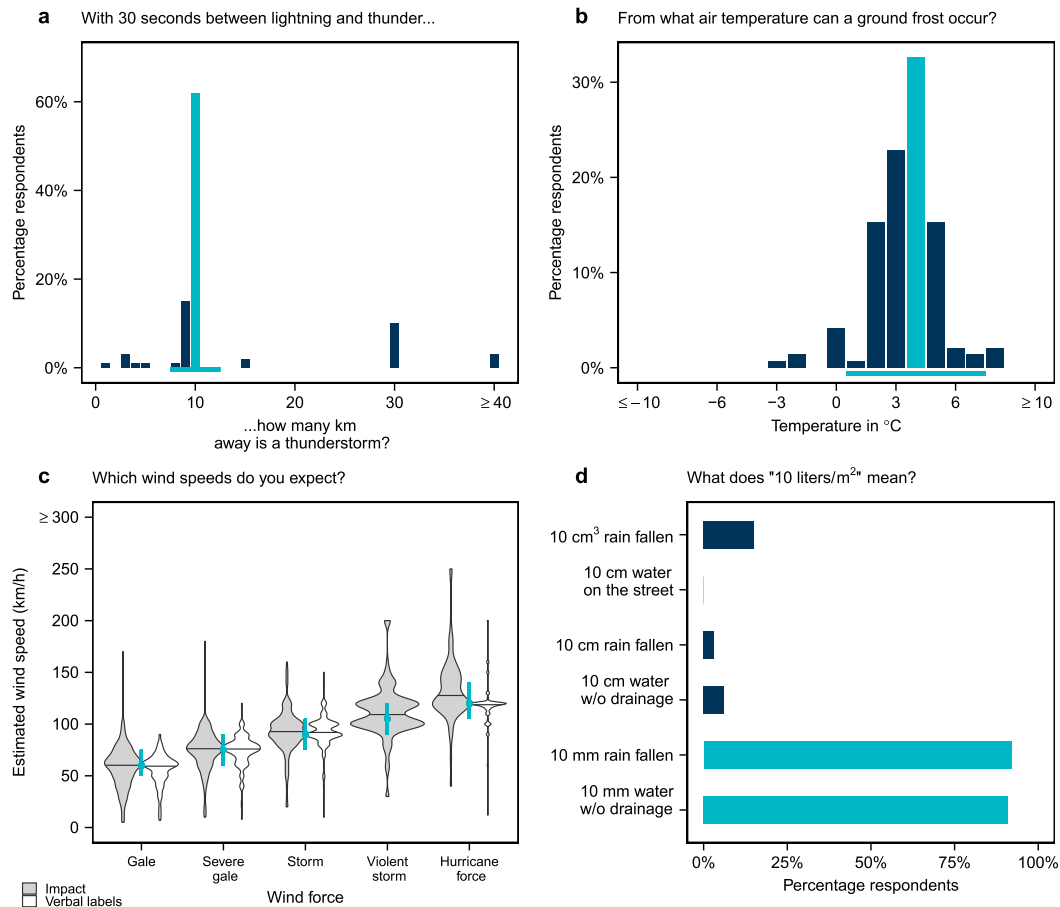 a With 30 seconds between lightning and thunder...
Percentage respondents
60%
40%
20%
0%
0 10 20 30 ≥ 40
...how many km
away is a thunderstorm?
b From what air temperature can a ground frost occur?
Percentage respondents
30%
20%
10%
0%
≤ −10 −6 −3 0 3 6 ≥ 10
Temperature in °C
c Which wind speeds do you expect?
Estimated wind speed (km/h)
≥ 300
250
200
150
100
50
0
Gale Severe Storm Violent Hurricane
gale storm force
Wind force
Impact
Verbal labels
d What does "10 liters/m²" mean?
10 cm³ rain fallen
10 cm water
on the street
10 cm rain fallen
10 cm water
w/o drainage
10 mm rain fallen
10 mm water
w/o drainage
0% 25% 50% 75% 100%
Percentage respondents